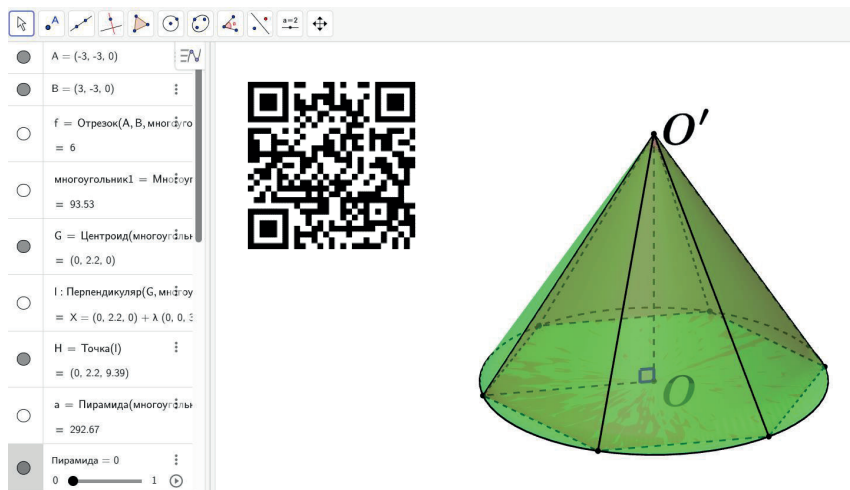 a=2
A = (-3, -3, 0)
B = (3, -3, 0)
f = Отрезок(A, B, многоуго
= 6
многоугольник1 = Многоуг
= 93.53
G = Центроид(многоугольн
= (0, 2.2, 0)
l : Перпендикуляр(G, многоу
= X = (0, 2.2, 0) + λ (0, 0, 3
H = Точка(l)
= (0, 2.2, 9.39)
a = Пирамида(многоугольн
= 292.67
Пирамида = 0
0 1
O′
O